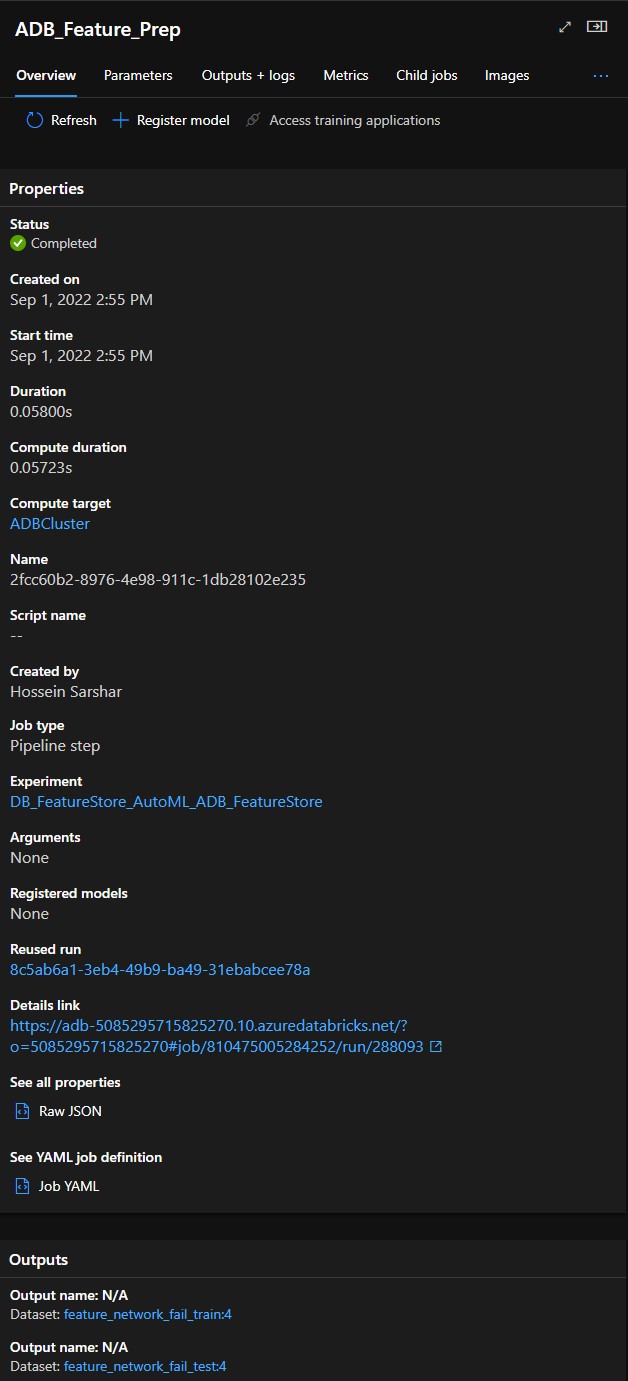 ADB_Feature_Prep
Overview Parameters Outputs + logs Metrics Child jobs Images ...
Refresh Register model Access training applications
Properties
Status
Completed
Created on
Sep 1, 2022 2:55 PM
Start time
Sep 1, 2022 2:55 PM
Duration
0.05800s
Compute duration
0.05723s
Compute target
ADBCluster
Name
2fcc60b2-8976-4e98-911c-1db28102e235
Script name
--
Created by
Hossein Sarshar
Job type
Pipeline step
Experiment
DB_FeatureStore_AutoML_ADB_FeatureStore
Arguments
None
Registered models
None
Reused run
8c5ab6a1-3eb4-49b9-ba49-31ebabcee78a
Details link
https://adb-5085295715825270.10.azuredatabricks.net/?
o=5085295715825270#job/810475005284252/run/288093
See all properties
Raw JSON
See YAML job definition
Job YAML
Outputs
Output name: N/A
Dataset: feature_network_fail_train:4
Output name: N/A
Dataset: feature_network_fail_test:4